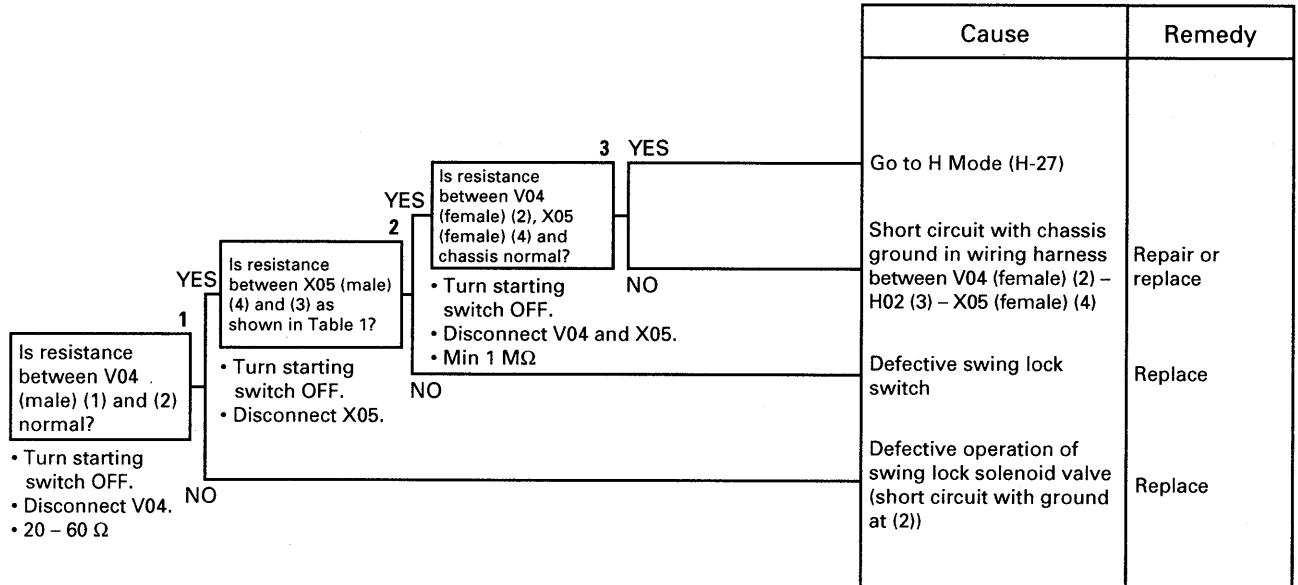 Cause
Remedy
3 YES
Is resistance
between V04
(female) (2), X05
(female) (4) and
chassis normal?
• Turn starting
switch OFF.
• Disconnect V04 and X05.
• Min 1 MΩ
NO
YES
2
Is resistance
between X05 (male)
(4) and (3) as
shown in Table 1?
• Turn starting
switch OFF.
• Disconnect X05.
NO
YES
1
Is resistance
between V04
(male) (1) and (2)
normal?
• Turn starting
switch OFF.
• Disconnect V04.
• 20 – 60 Ω
NO
Go to H Mode (H-27)
Short circuit with chassis
ground in wiring harness
between V04 (female) (2) –
H02 (3) – X05 (female) (4)
Repair or
replace
Defective swing lock
switch
Replace
Defective operation of
swing lock solenoid valve
(short circuit with ground
at (2))
Replace